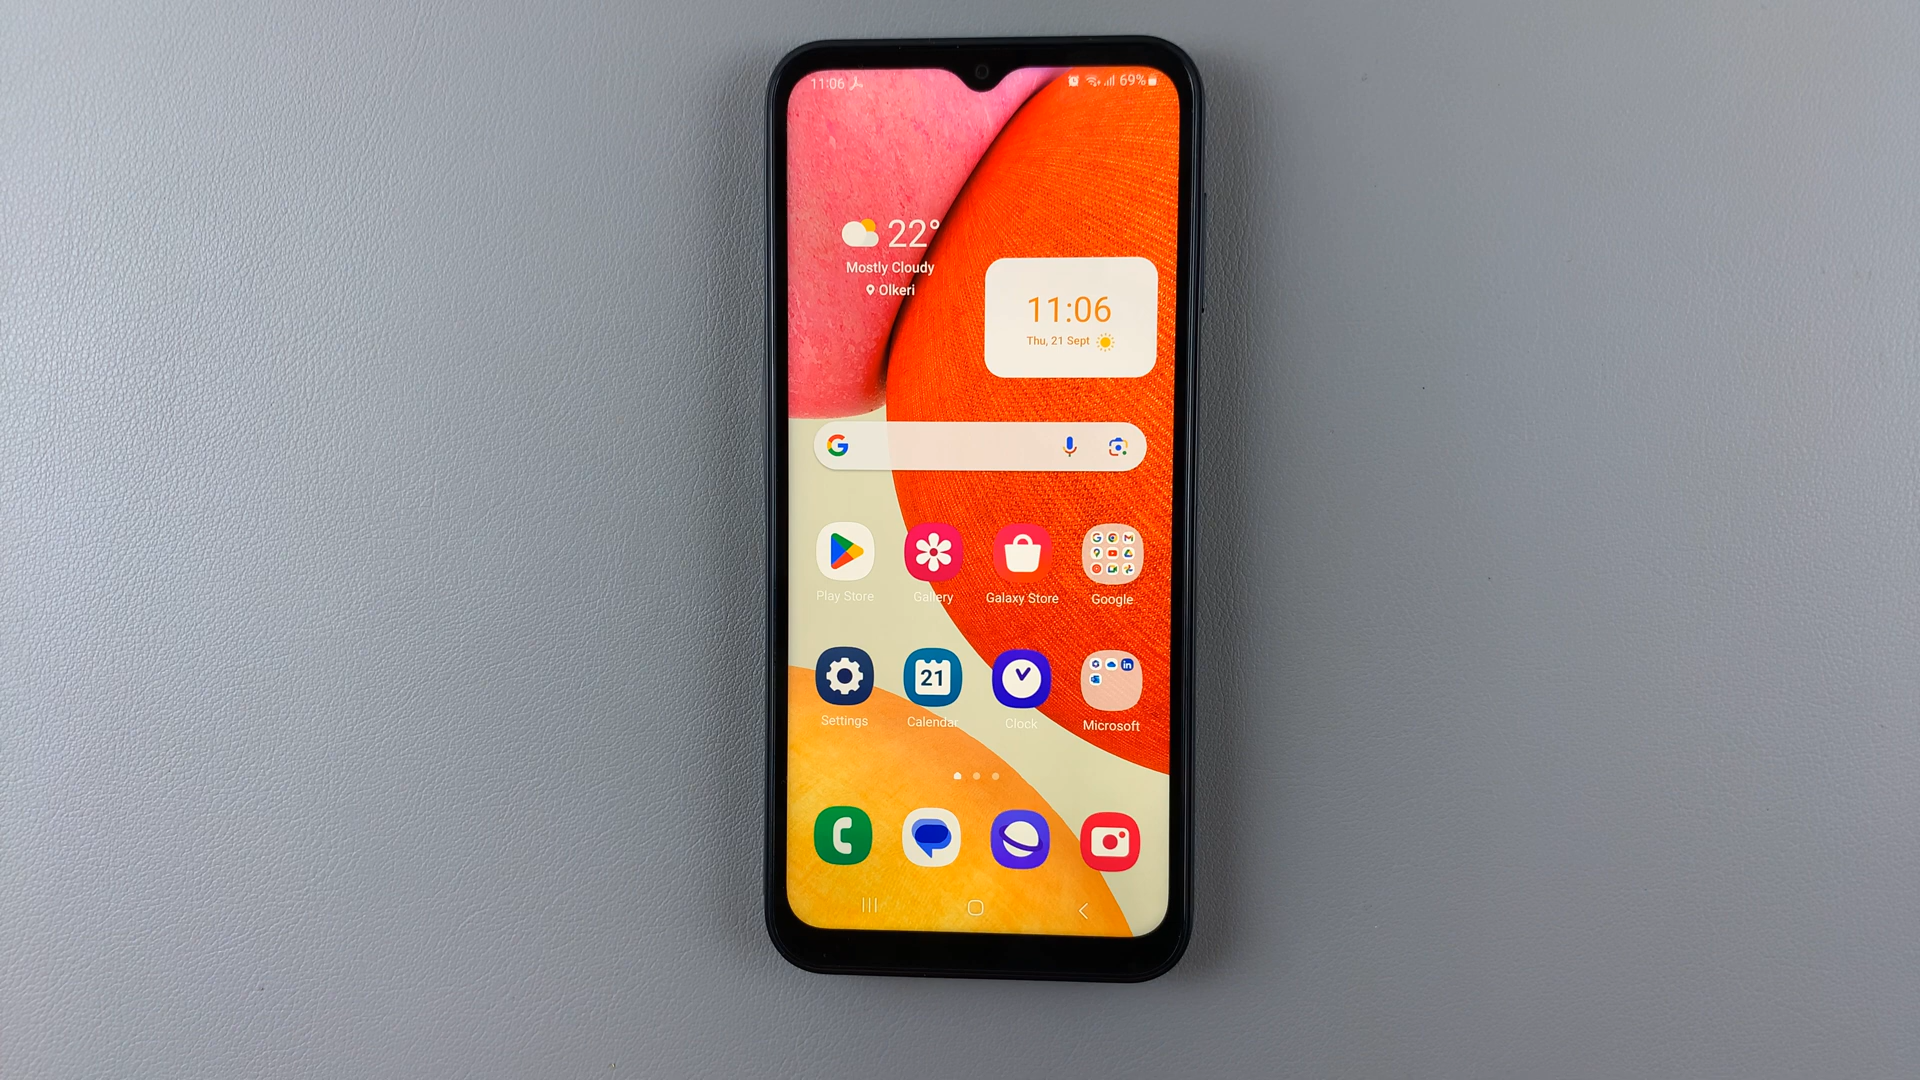 11:06
69%
22°
Mostly Cloudy
Olkeri
11:06
Thu, 21 Sept
Play Store
Gallery
Galaxy Store
Google
Settings
21
Calendar
Clock
Microsoft